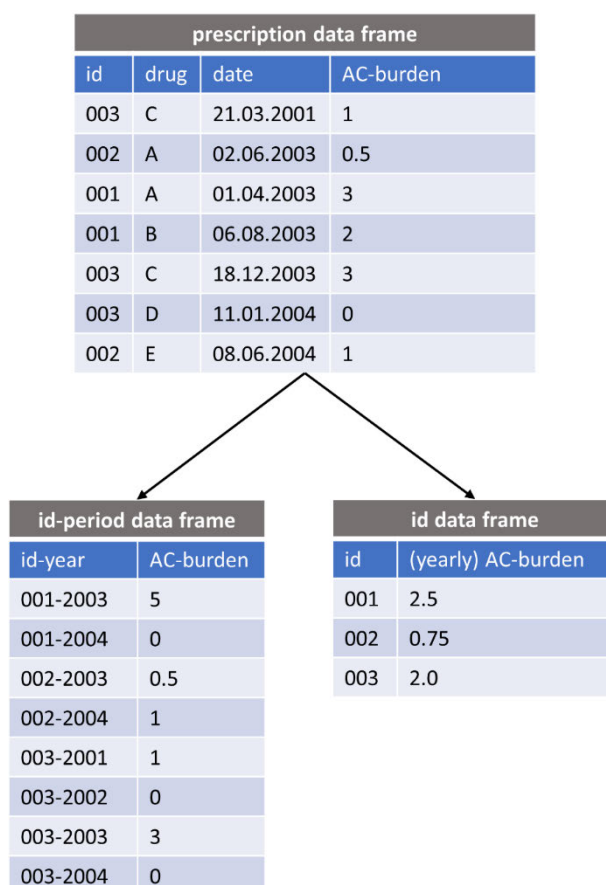 prescription data frame
id drug date AC-burden
003 C 21.03.2001 1
002 A 02.06.2003 0.5
001 A 01.04.2003 3
001 B 06.08.2003 2
003 C 18.12.2003 3
003 D 11.01.2004 0
002 E 08.06.2004 1
id-period data frame
id-year AC-burden
001-2003 5
001-2004 0
002-2003 0.5
002-2004 1
003-2001 1
003-2002 0
003-2003 3
003-2004 0
id data frame
id (yearly) AC-burden
001 2.5
002 0.75
003 2.0